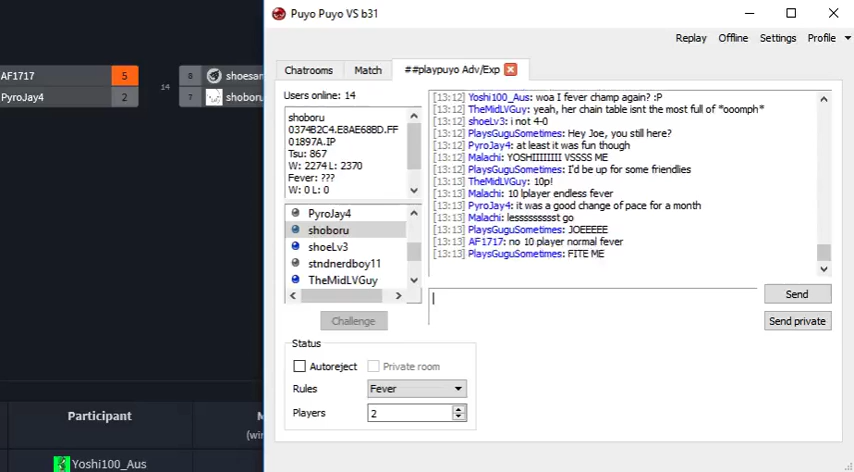 Puyo Puyo VS b31
Replay Offline Settings Profile
Chatrooms Match ##playpuyo Adv/Exp
AF1717 5
PyroJay4 2
14
8 shoesan
7 shoboru
Users online: 14
shoboru
0374B2C4.E8AE68BD.FF
01897A.IP
Tsu: 867
W: 2274 L: 2370
Fever: ???
W: 0 L: 0
PyroJay4
shoboru
shoeLv3
stndnerdboy11
TheMidLVGuy
Challenge
[13:12] Yoshi100_Aus: woa I fever champ again? :P
[13:12] TheMidLVGuy: yeah, her chain table isnt the most full of *ooomph*
[13:12] shoeLv3: i not 4-0
[13:12] PlaysGuguSometimes: Hey Joe, you still here?
[13:12] PyroJay4: at least it was fun though
[13:12] Malachi: YOSHIIIIIIII VSSSS ME
[13:12] PlaysGuguSometimes: I'd be up for some friendlies
[13:12] TheMidLVGuy: 10p!
[13:12] Malachi: 10 lplayer endless fever
[13:13] PyroJay4: it was a good change of pace for a month
[13:13] Malachi: lesssssssssst go
[13:13] PlaysGuguSometimes: JOEEEEE
[13:13] AF1717: no 10 player normal fever
[13:13] PlaysGuguSometimes: FITE ME
Send
Send private
Status
Autoreject Private room
Rules Fever
Players 2
Participant
(win
Yoshi100_Aus